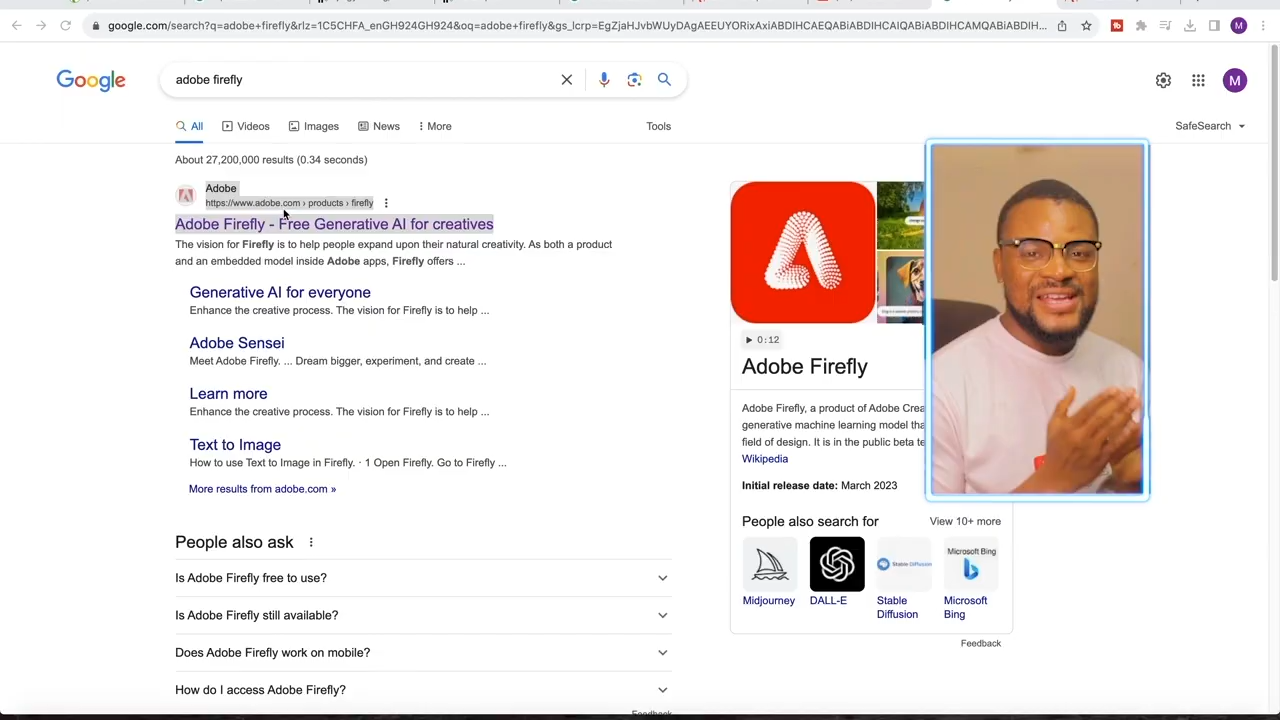 google.com/search?q=adobe+firefly&rlz=1C5CHFA_enGH924GH924&oq=adobe+firefly&gs_lcrp=EgZjaHJvbWUyDAgAEEUYORixAxiABDIHCAEQABiABDIHCAIQABiABDIHCAMQABiABDIH...
M
Google
adobe firefly
M
All
Videos
Images
News
More
Tools
SafeSearch
About 27,200,000 results (0.34 seconds)
Adobe
https://www.adobe.com › products › firefly
Adobe Firefly - Free Generative AI for creatives
The vision for Firefly is to help people expand upon their natural creativity. As both a product
and an embedded model inside Adobe apps, Firefly offers ...
Generative AI for everyone
Enhance the creative process. The vision for Firefly is to help ...
Adobe Sensei
Meet Adobe Firefly. ... Dream bigger, experiment, and create ...
Learn more
Enhance the creative process. The vision for Firefly is to help ...
Text to Image
How to use Text to Image in Firefly. · 1 Open Firefly. Go to Firefly ...
More results from adobe.com »
People also ask
Is Adobe Firefly free to use?
Is Adobe Firefly still available?
Does Adobe Firefly work on mobile?
How do I access Adobe Firefly?
Feedback
0:12
Adobe Firefly
Adobe Firefly, a product of Adobe Crea
generative machine learning model tha
field of design. It is in the public beta te
Wikipedia
Initial release date: March 2023
People also search for
View 10+ more
Stable Diffusion
Microsoft Bing
Midjourney
DALL-E
Stable
Diffusion
Microsoft
Bing
Feedback